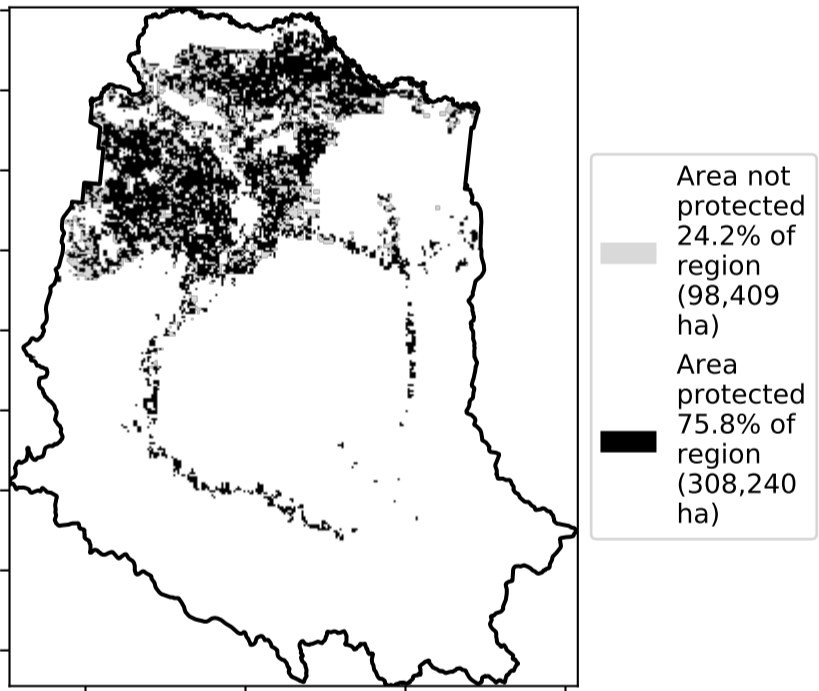 Area not
protected
24.2% of
region
(98,409
ha)
Area
protected
75.8% of
region
(308,240
ha)